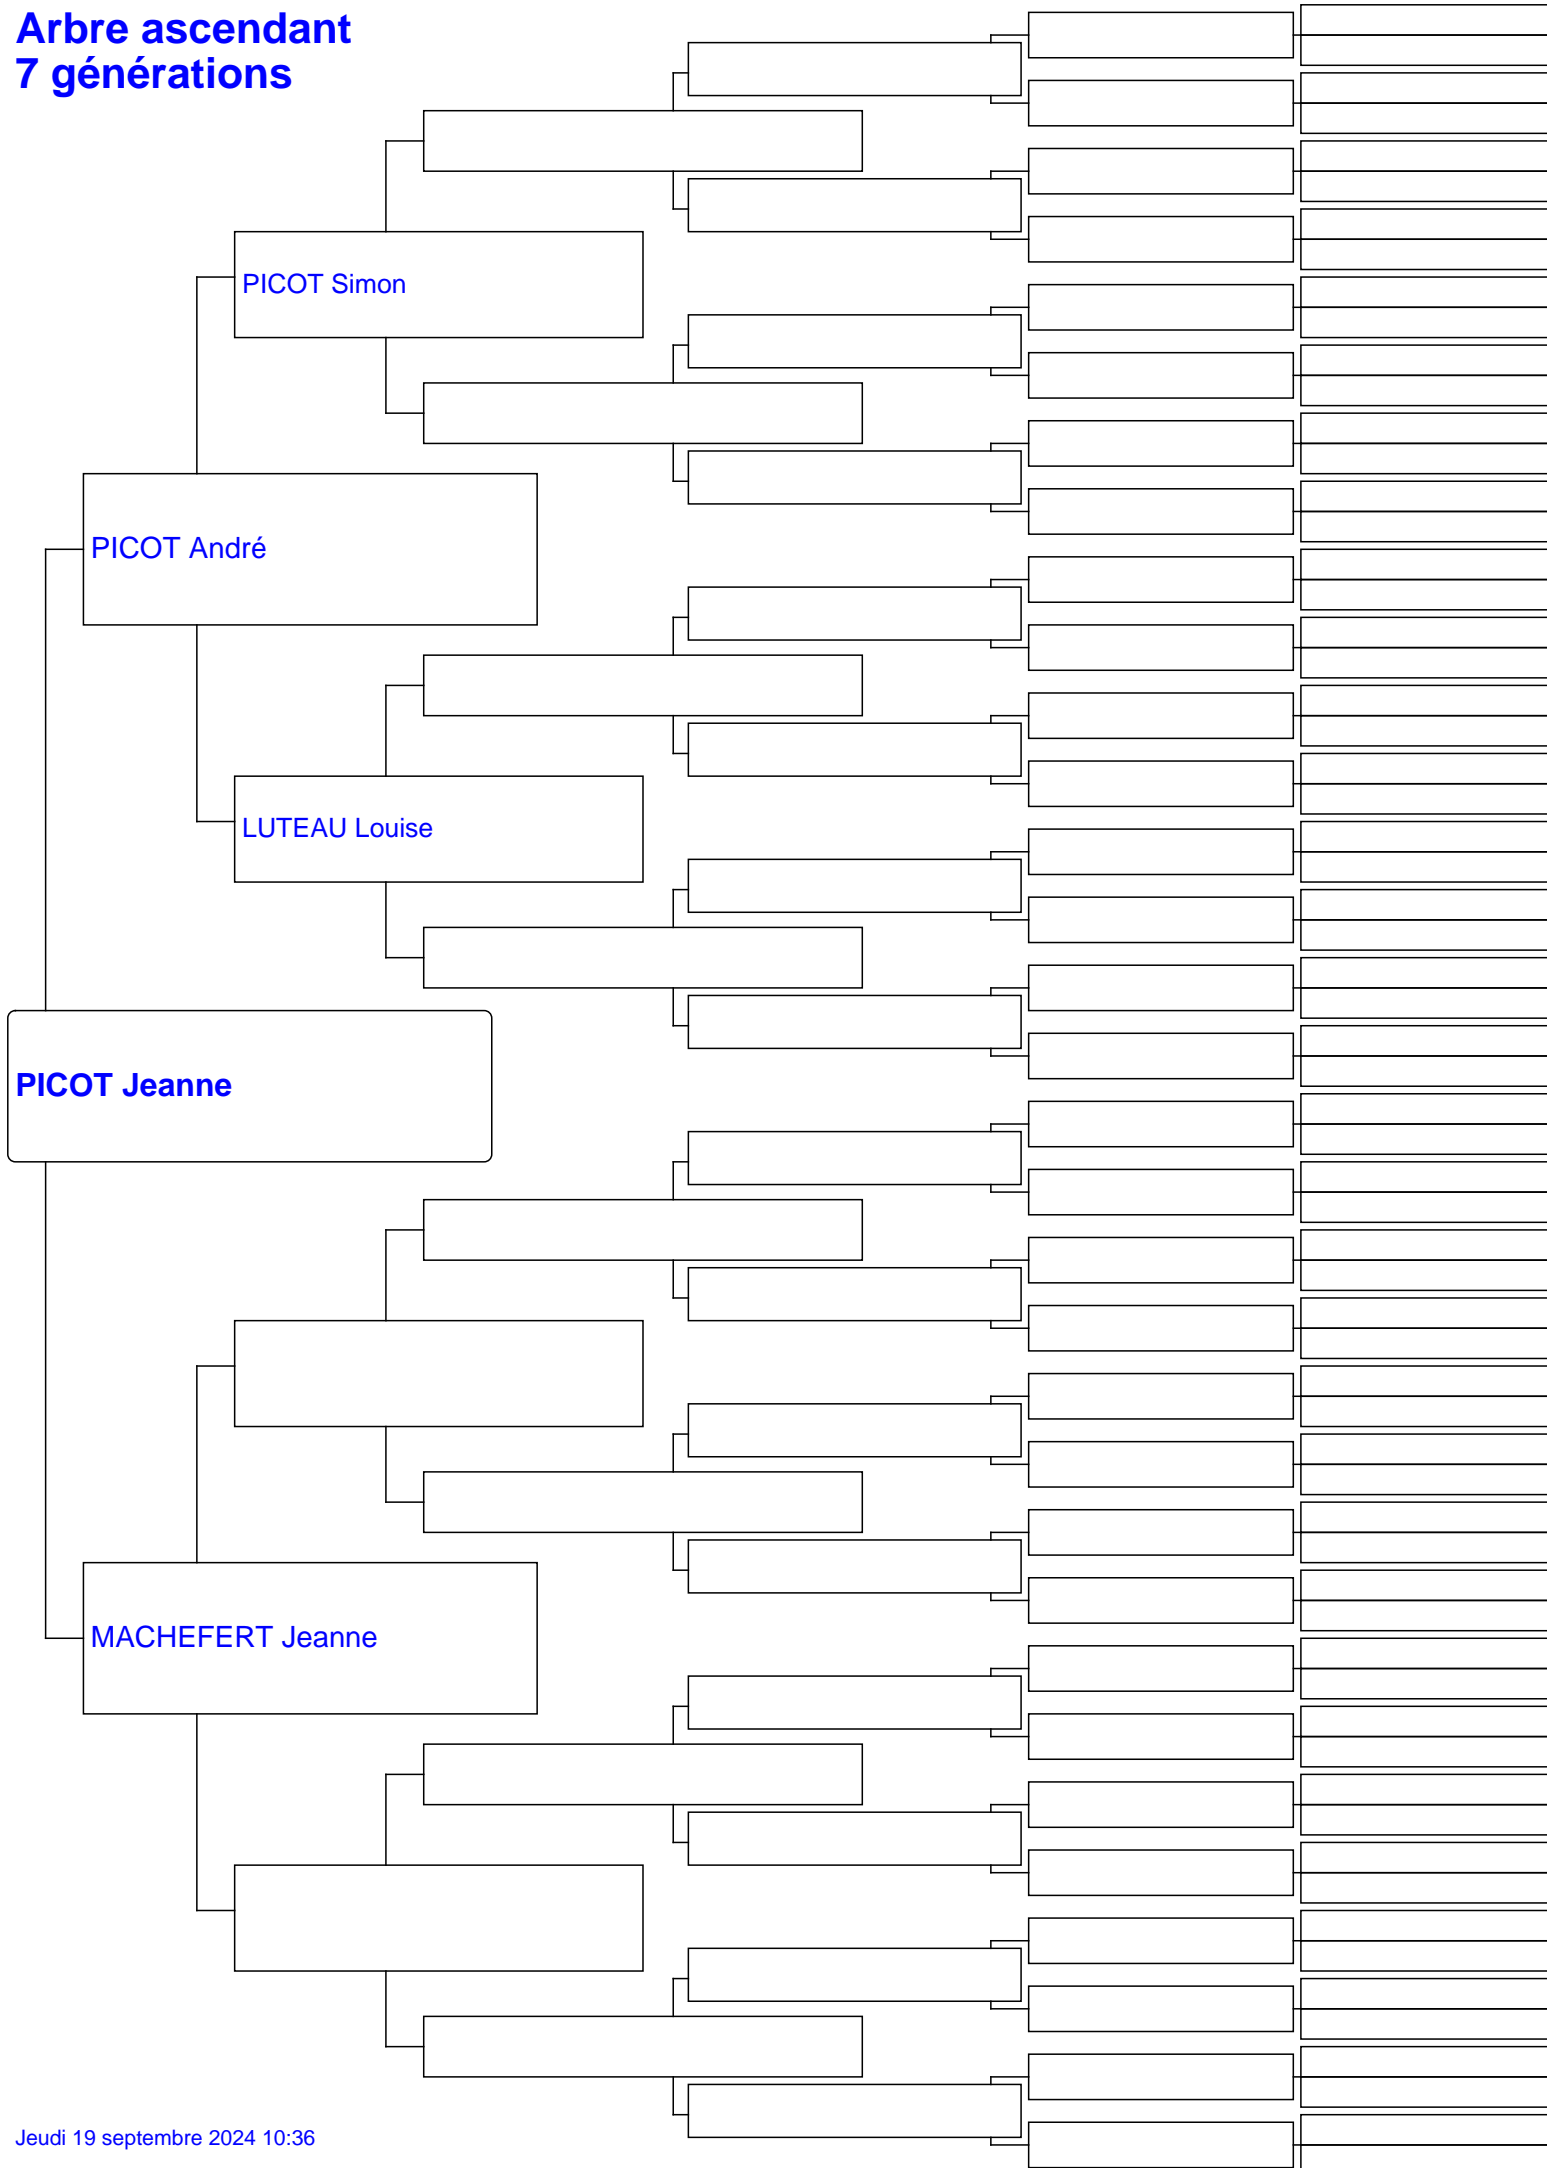 Arbre ascendant
7 générations
PICOT Simon
PICOT André
LUTEAU Louise
PICOT Jeanne
MACHEFERT Jeanne
Jeudi 19 septembre 2024 10:36